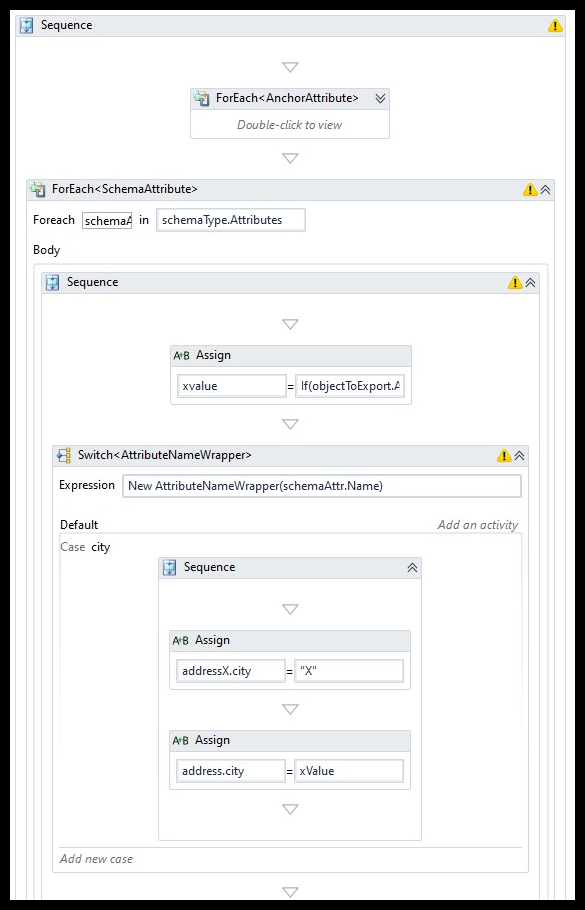 Sequence
ForEach<AnchorAttribute>
Double-click to view
ForEach<SchemaAttribute>
Foreach schemaA in schemaType.Attributes
Body
Sequence
A+B Assign
xvalue = If(objectToExport.A
Switch<AttributeNameWrapper>
Expression New AttributeNameWrapper(schemaAttr.Name)
Default Add an activity
Case city
Sequence
A+B Assign
addressX.city = "X"
A+B Assign
address.city = xValue
Add new case